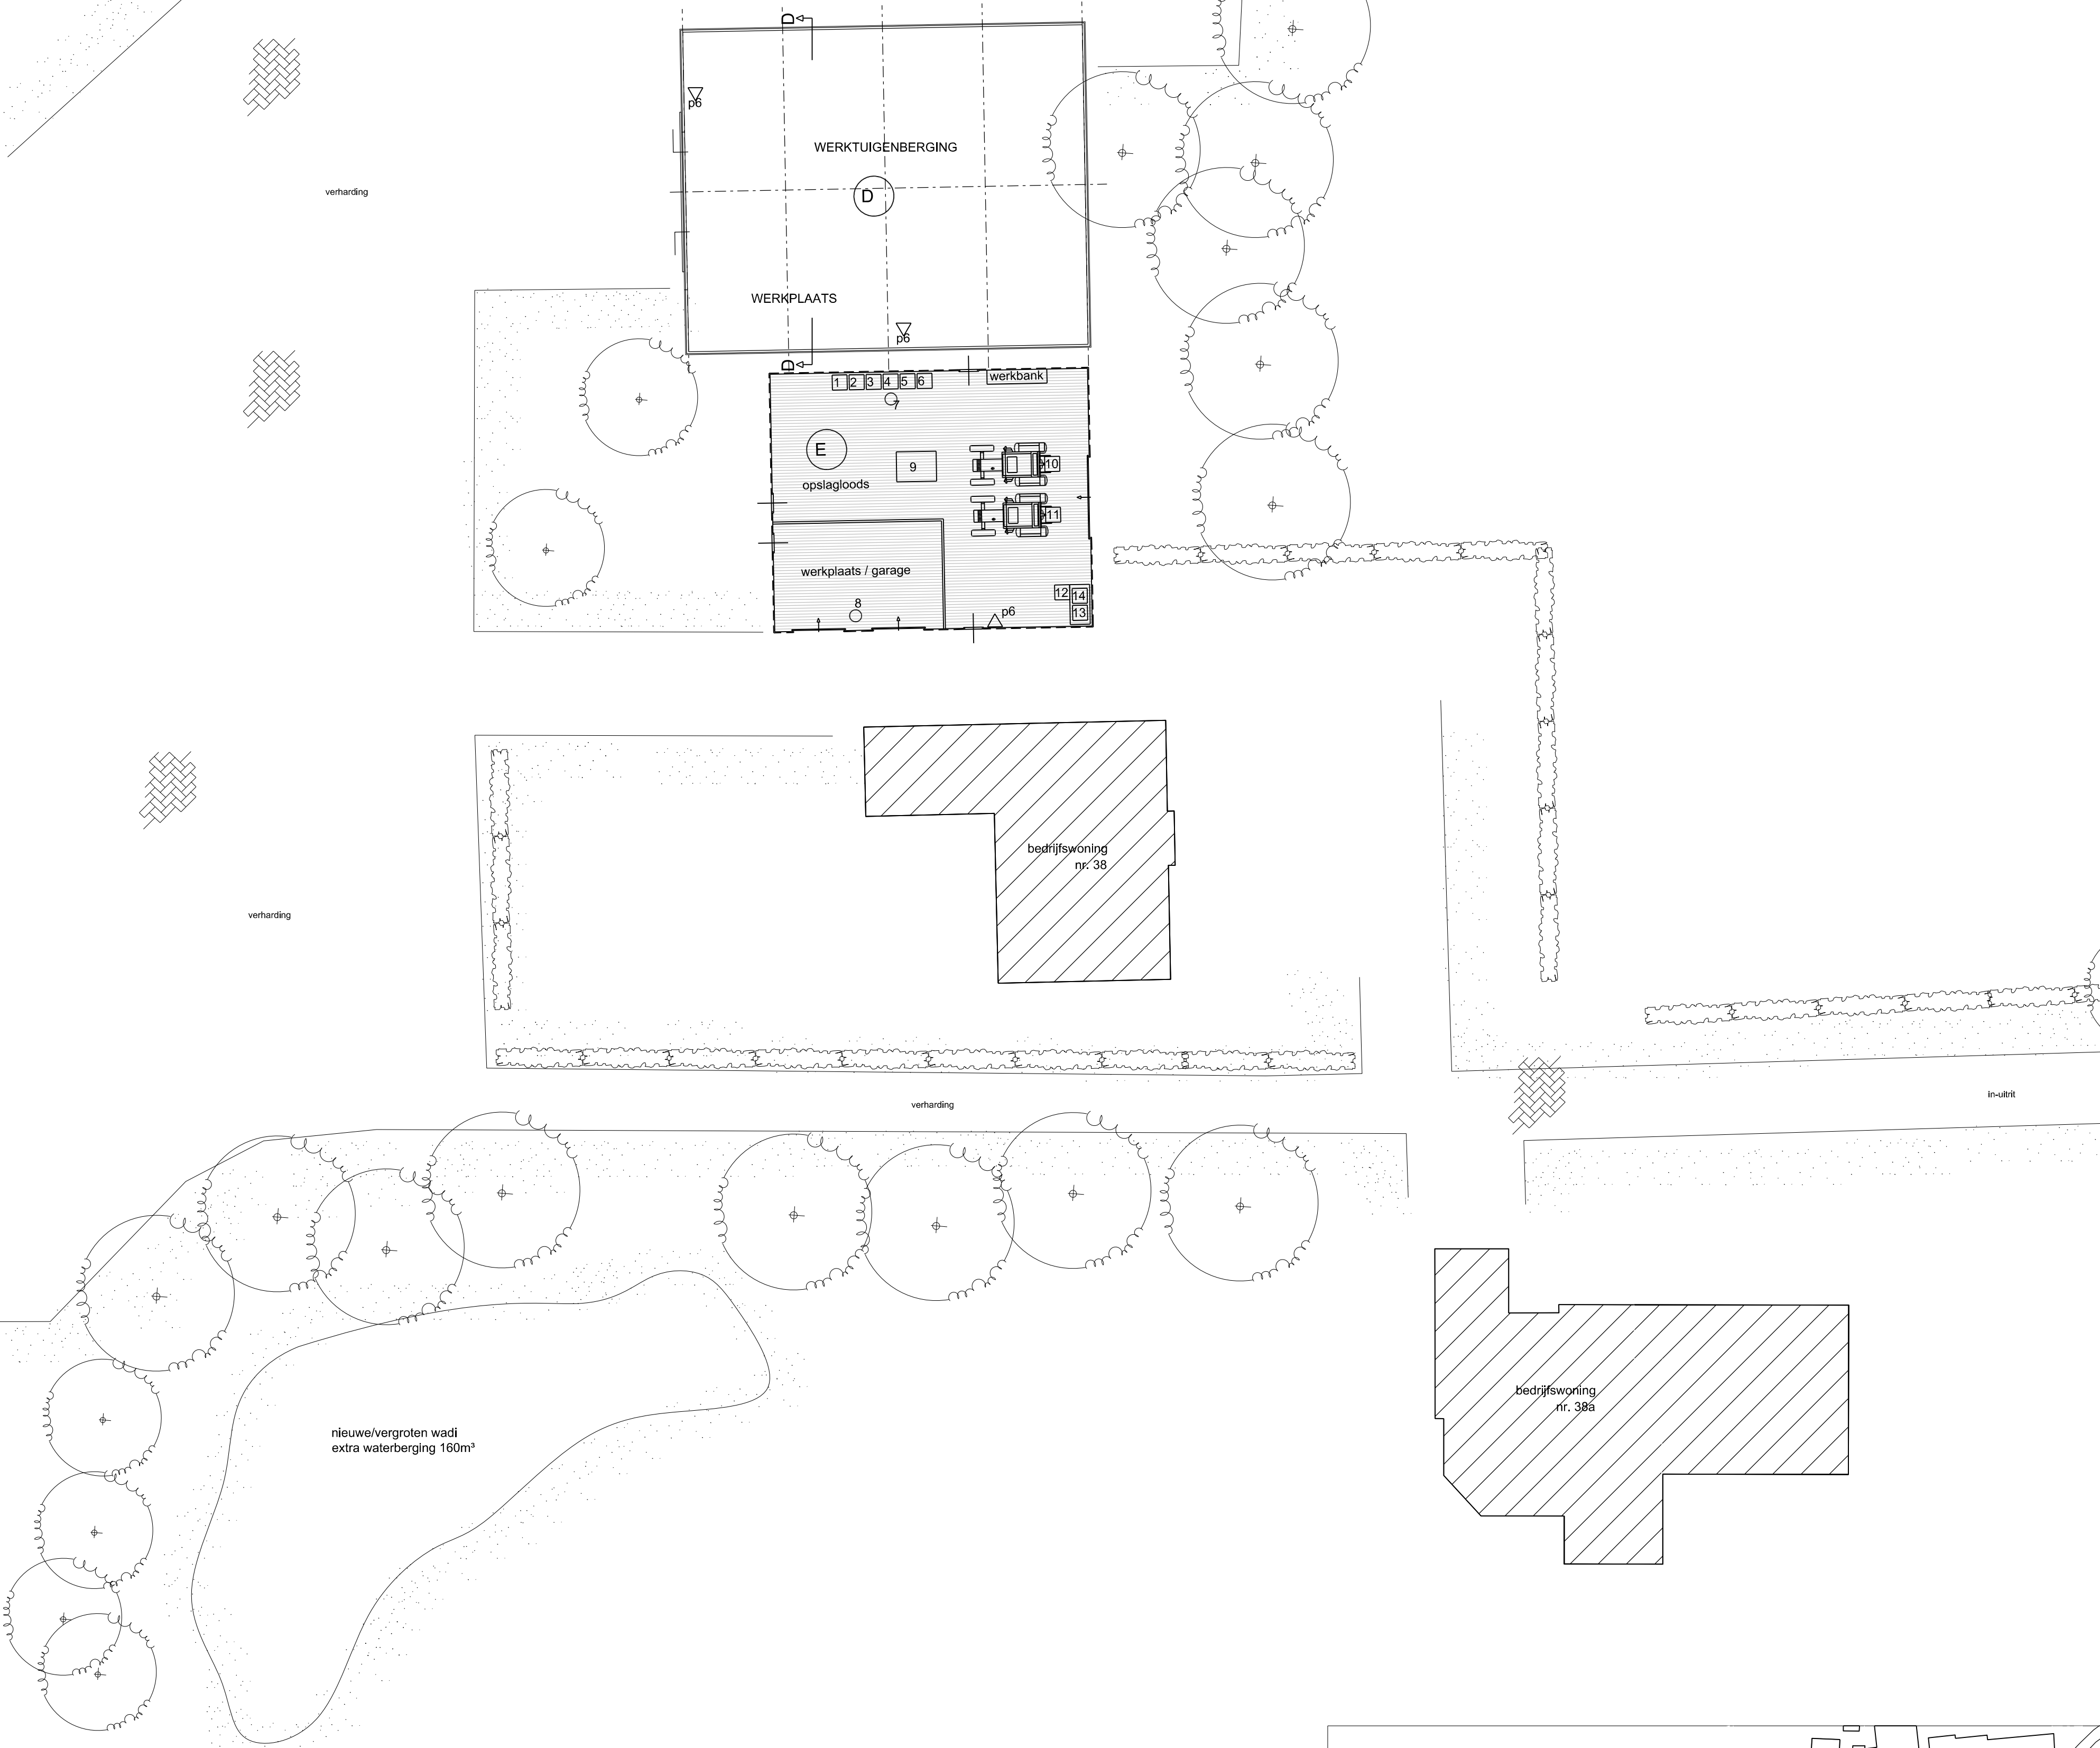 D
p6
WERKTUIGENBERGING
D
verharding
WERKPLAATS
p6
D
1 2 3 4 5 6
werkbank
7
E
9
10
opslagloods
11
werkplaats / garage
8
12 14
13
p6
bedrijfswoning
nr. 38
verharding
verharding
in-uitrit
bedrijfswoning
nr. 38a
nieuwe/vergroten wadi
extra waterberging 160m³